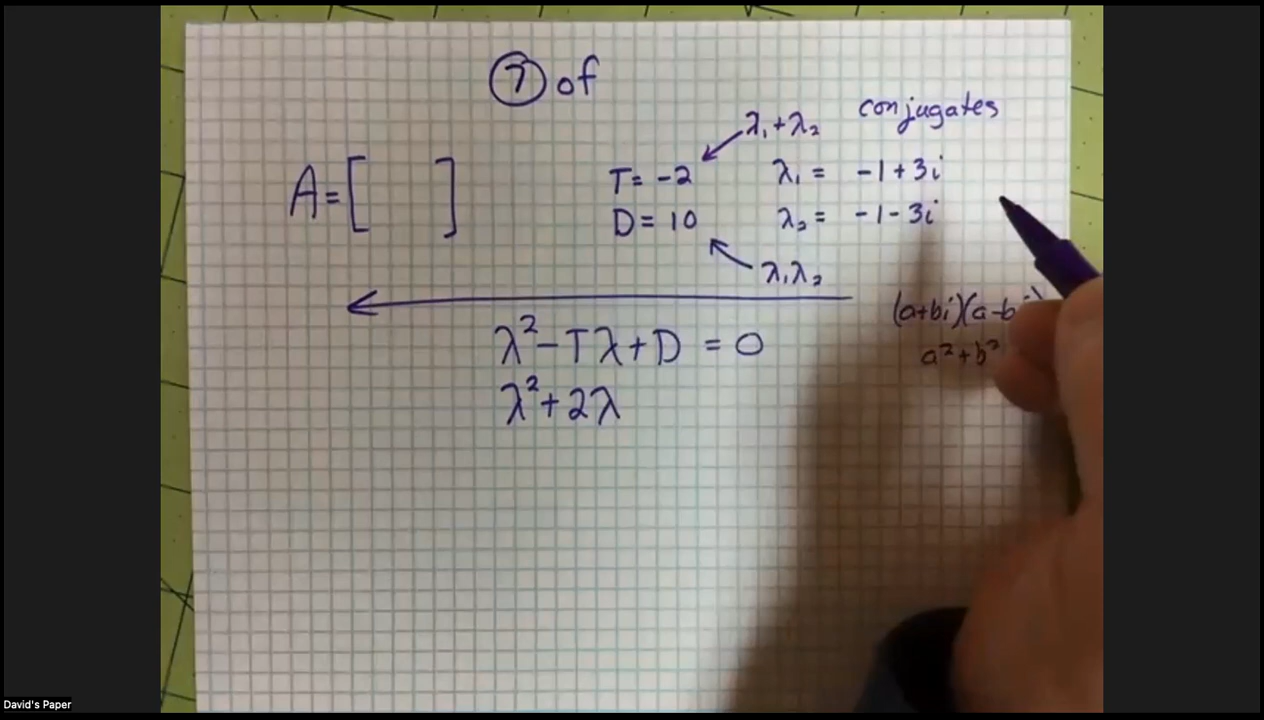 ⑦ of
λ₁+λ₂ conjugates
A=[ ] T= -2 λ₁ = -1+3i
D= 10 λ₂ = -1-3i
λ₁λ₂
(a+bi)(a-bi)
a²+b²
λ²-Tλ+D = 0
λ²+2λ
David's Paper